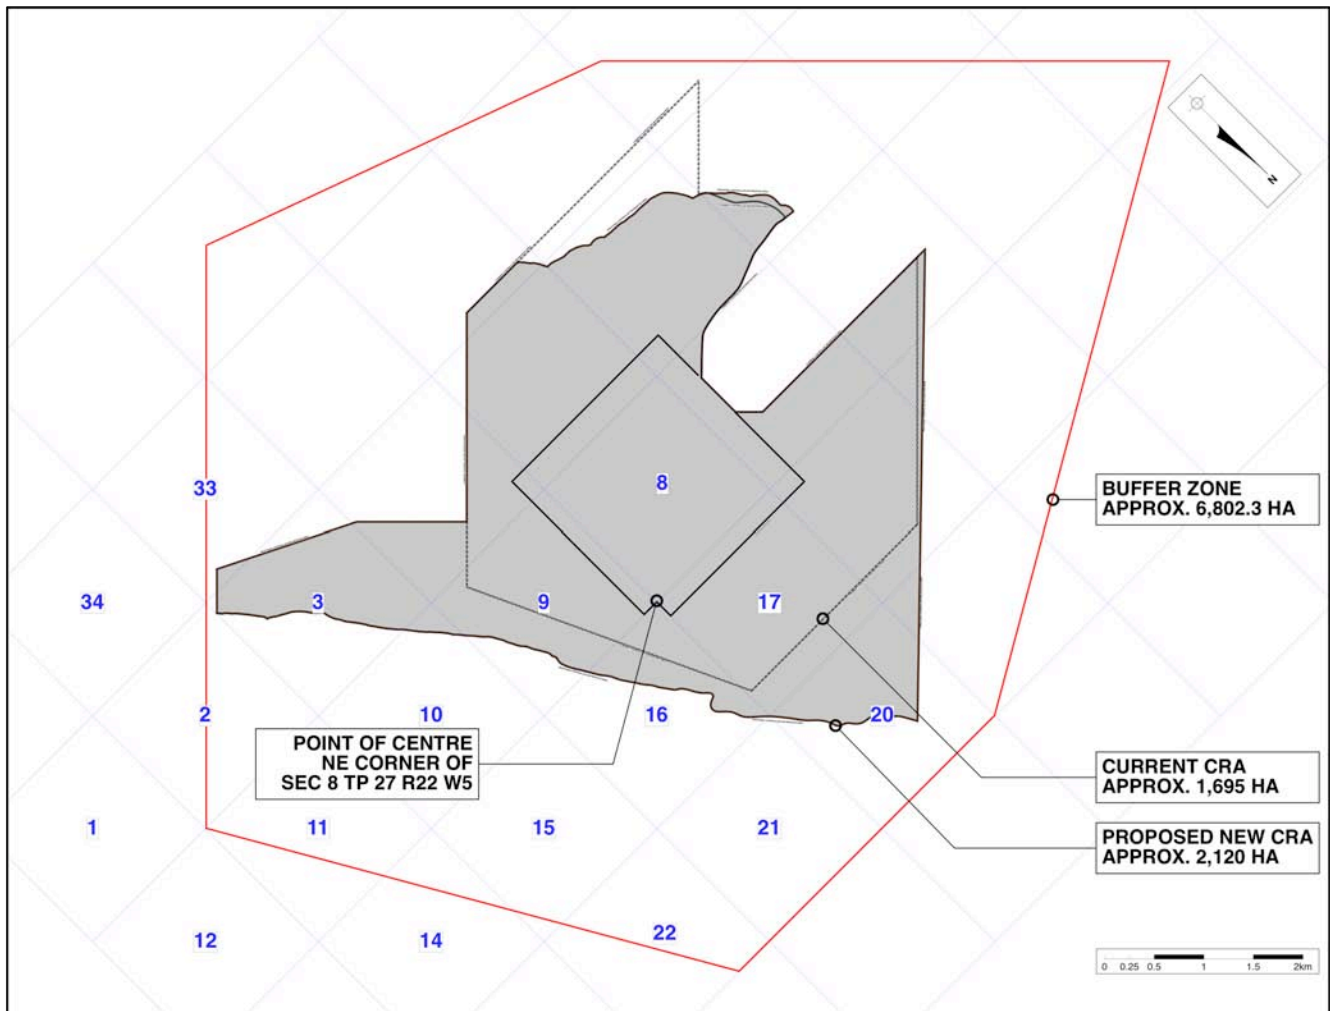 N
33
8
BUFFER ZONE
APPROX. 6,802.3 HA
34
3
9
17
2
10
16
20
POINT OF CENTRE
NE CORNER OF
SEC 8 TP 27 R22 W5
CURRENT CRA
APPROX. 1,695 HA
1
11
15
21
PROPOSED NEW CRA
APPROX. 2,120 HA
12
14
22
0 0.25 0.5 1 1.5 2km